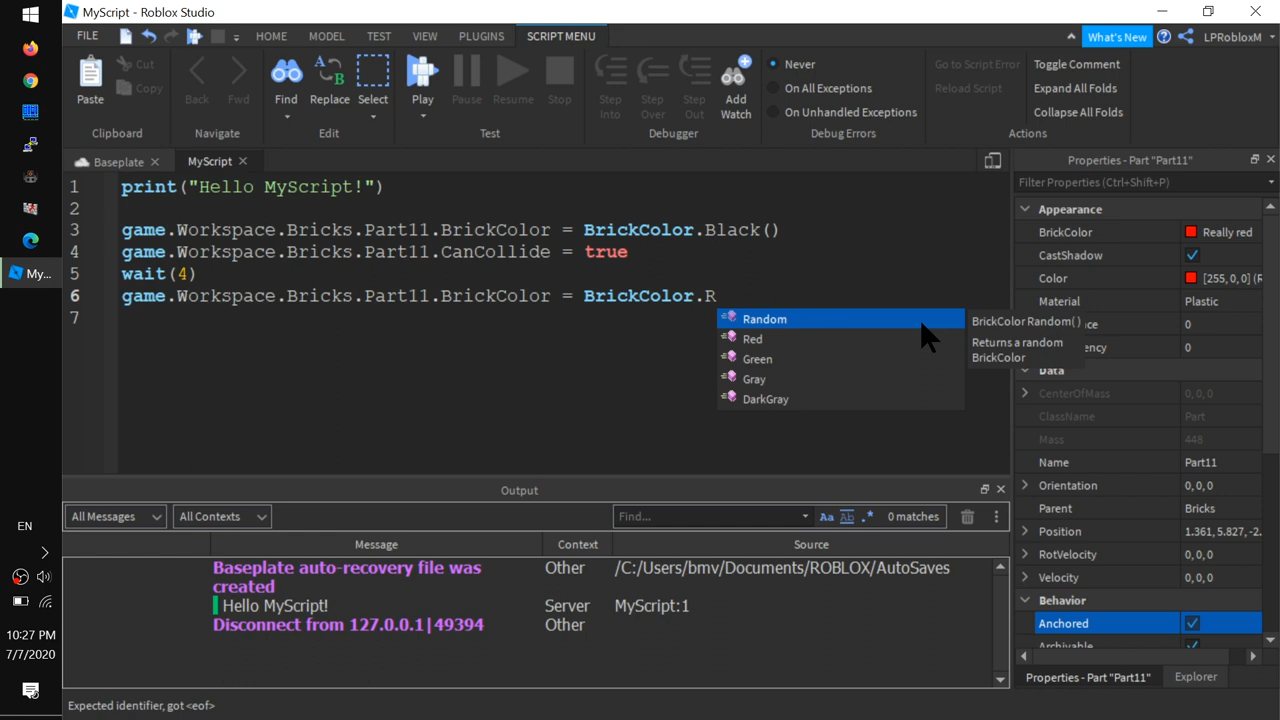 MyScript - Roblox Studio
FILE HOME MODEL TEST VIEW PLUGINS SCRIPT MENU What's New LPRobloxM
Paste Cut Copy Back Fwd Find Replace Select Play Pause Resume Stop Step Into Step Over Step Out Add Watch
Never
On All Exceptions
On Unhandled Exceptions
Go to Script Error
Reload Script
Toggle Comment
Expand All Folds
Collapse All Folds
Clipboard Navigate Edit Test Debugger Debug Errors Actions
Baseplate MyScript
1 print("Hello MyScript!")
2
3 game.Workspace.Bricks.Part11.BrickColor = BrickColor.Black()
4 game.Workspace.Bricks.Part11.CanCollide = true
5 wait(4)
6 game.Workspace.Bricks.Part11.BrickColor = BrickColor.R
7
Random
Red
Green
Gray
DarkGray
BrickColor Random( )
Returns a random
BrickColor
Properties - Part "Part11"
Filter Properties (Ctrl+Shift+P)
Appearance
BrickColor Really red
CastShadow
Color [255, 0, 0] (R
Material Plastic
ce 0
ency 0
Data
CenterOfMass 0, 0, 0
ClassName Part
Mass 448
Name Part11
Orientation 0, 0, 0
Parent Bricks
Position 1.361, 5.827, -2.
RotVelocity 0, 0, 0
Velocity 0, 0, 0
Behavior
Anchored
Archivable
Properties - Part "Part11" Explorer
Output
All Messages All Contexts Find... Aa Ab .* 0 matches
Message Context Source
Baseplate auto-recovery file was created Other /C:/Users/bmv/Documents/ROBLOX/AutoSaves
Hello MyScript! Server MyScript:1
Disconnect from 127.0.0.1|49394 Other
Expected identifier, got <eof>
My...
EN
10:27 PM
7/7/2020